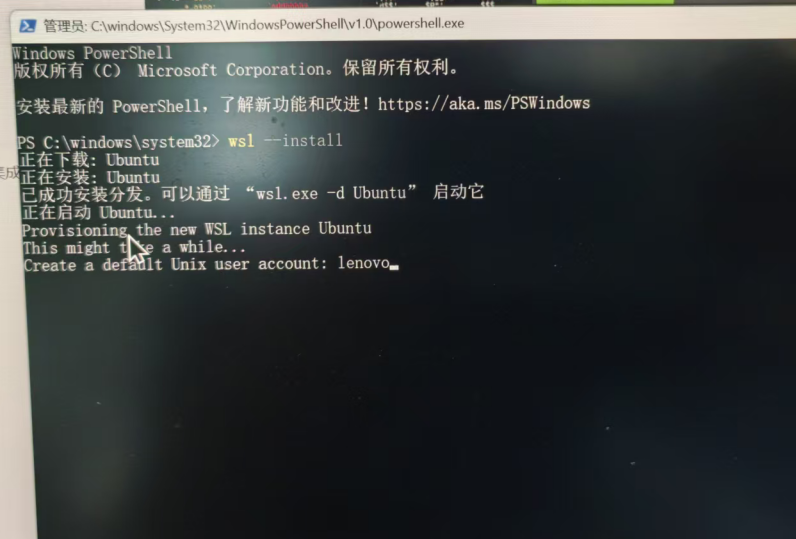 管理员: C:\windows\System32\WindowsPowerShell\v1.0\powershell.exe
Windows PowerShell
版权所有（C） Microsoft Corporation。保留所有权利。
安装最新的 PowerShell，了解新功能和改进！https://aka.ms/PSWindows
PS C:\windows\system32> wsl --install
正在下载: Ubuntu
正在安装: Ubuntu
已成功安装分发。可以通过 “wsl.exe -d Ubuntu” 启动它
正在启动 Ubuntu...
Provisioning the new WSL instance Ubuntu
This might take a while...
Create a default Unix user account: lenovo
集成